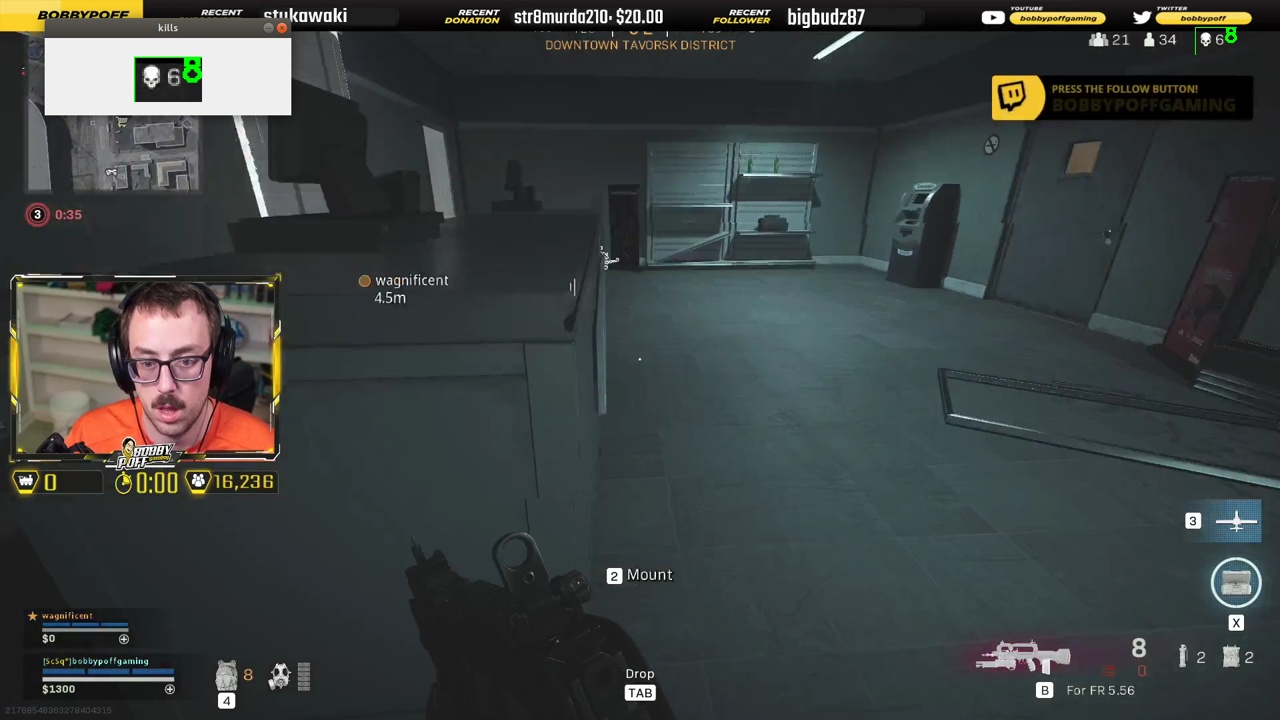 BOBBYPOFF
RECENT
stukawaki
RECENT
DONATION
str8murda210: $20.00
RECENT
FOLLOWER
bigbudz87
YOUTUBE
bobbypoffgaming
TWITTER
bobbypoff
kills
6 8
DOWNTOWN TAVORSK DISTRICT
21 34 6 8
PRESS THE FOLLOW BUTTON!
BOBBYPOFFGAMING
3 0:35
wagnificent
4.5m
BOBBY
POFF
0 0:00 16,236
2 Mount
3
X
wagnificent
$0
[ScSq*]bobbypoffgaming
$1300
8
4
Drop
TAB
8
0
2 2
B For FR 5.56